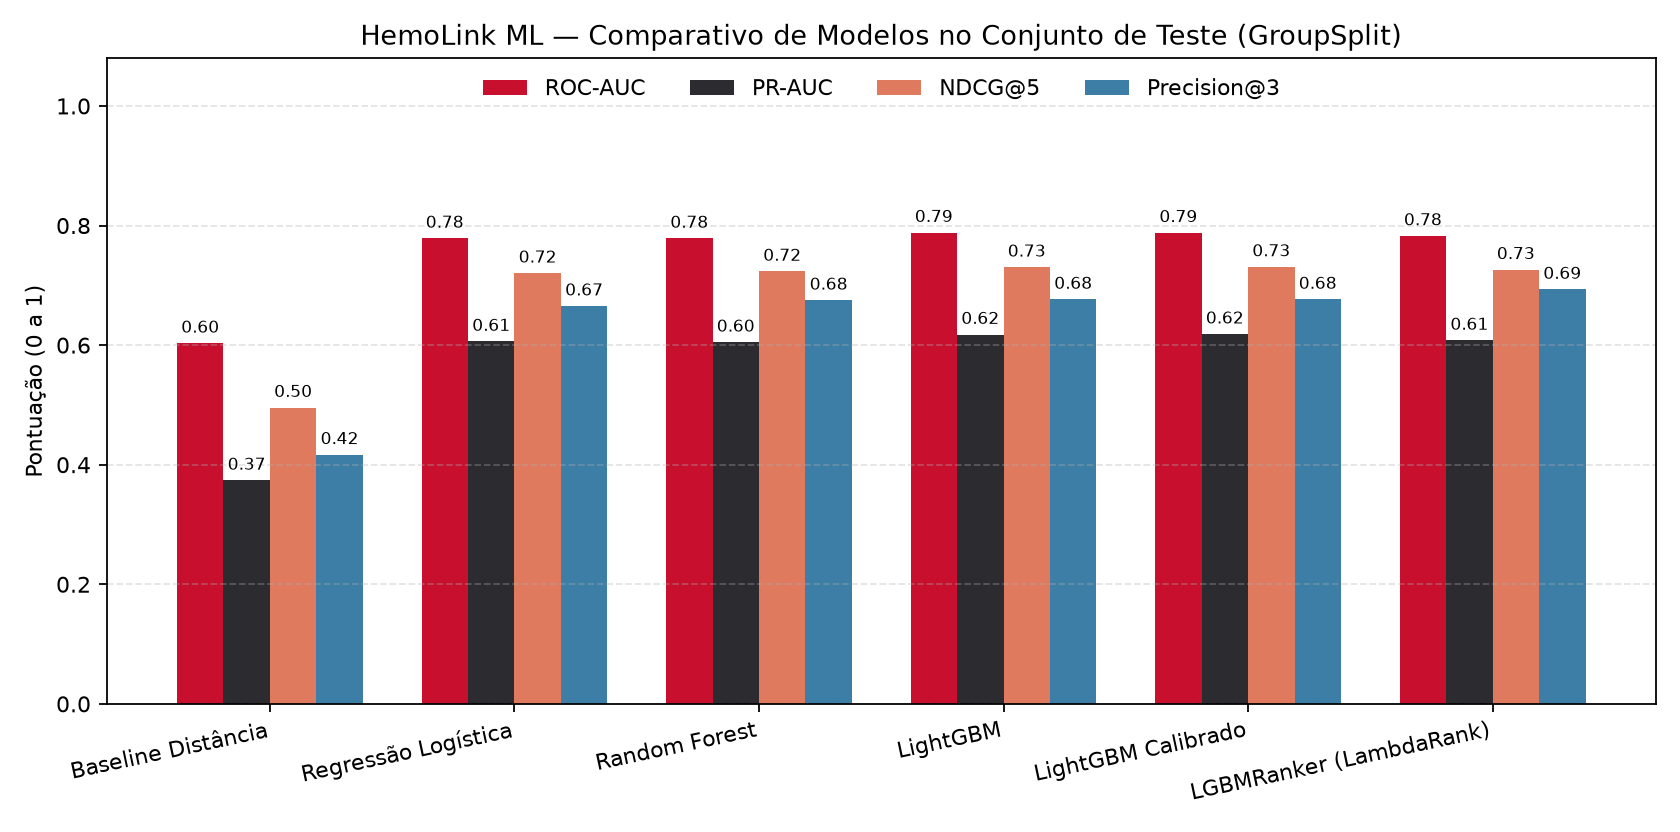 HemoLink ML — Comparativo de Modelos no Conjunto de Teste (GroupSplit)
ROC-AUC PR-AUC NDCG@5 Precision@3
Pontuação (0 a 1)
1.0
0.8
0.6
0.4
0.2
0.0
0.60 0.37 0.50 0.42
0.78 0.61 0.72 0.67
0.78 0.60 0.72 0.68
0.79 0.62 0.73 0.68
0.79 0.62 0.73 0.68
0.78 0.61 0.73 0.69
Baseline Distância
Regressão Logística
Random Forest
LightGBM
LightGBM Calibrado
LGBMRanker (LambdaRank)